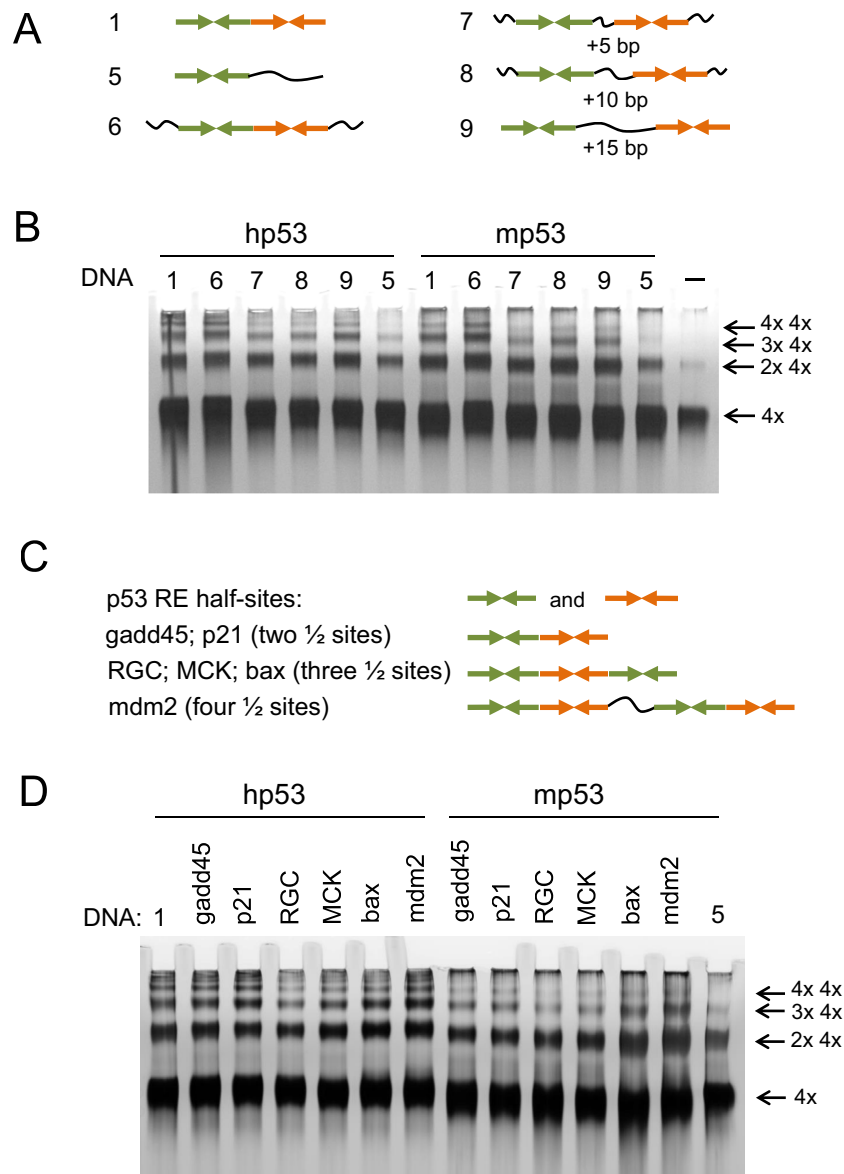 A
1
5
6
7
+5 bp
8
+10 bp
9
+15 bp
B
hp53 mp53
DNA 1 6 7 8 9 5 1 6 7 8 9 5 –
4x 4x
3x 4x
2x 4x
4x
C
p53 RE half-sites: and
gadd45; p21 (two ½ sites)
RGC; MCK; bax (three ½ sites)
mdm2 (four ½ sites)
D
hp53 mp53
DNA: 1 gadd45 p21 RGC MCK bax mdm2 gadd45 p21 RGC MCK bax mdm2 5
4x 4x
3x 4x
2x 4x
4x